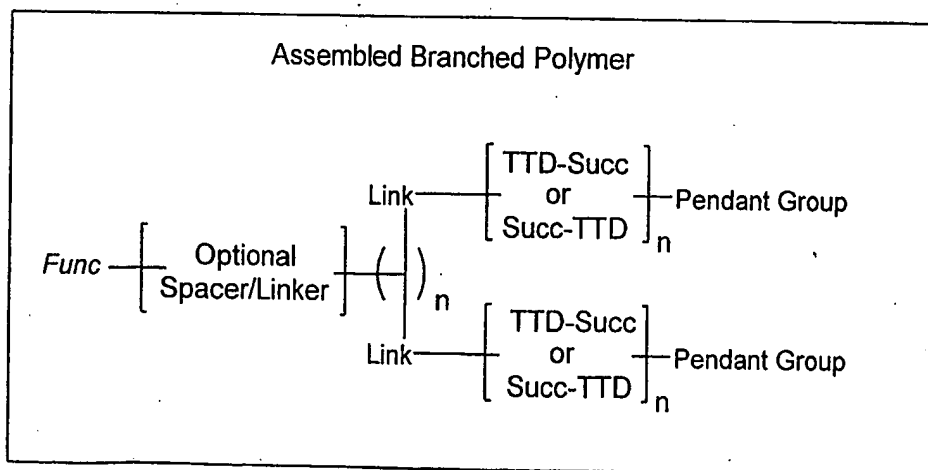 Assembled Branched Polymer
Func
Optional
Spacer/Linker
n
Link
TTD-Succ
or
Succ-TTD
n
Pendant Group
Link
TTD-Succ
or
Succ-TTD
n
Pendant Group